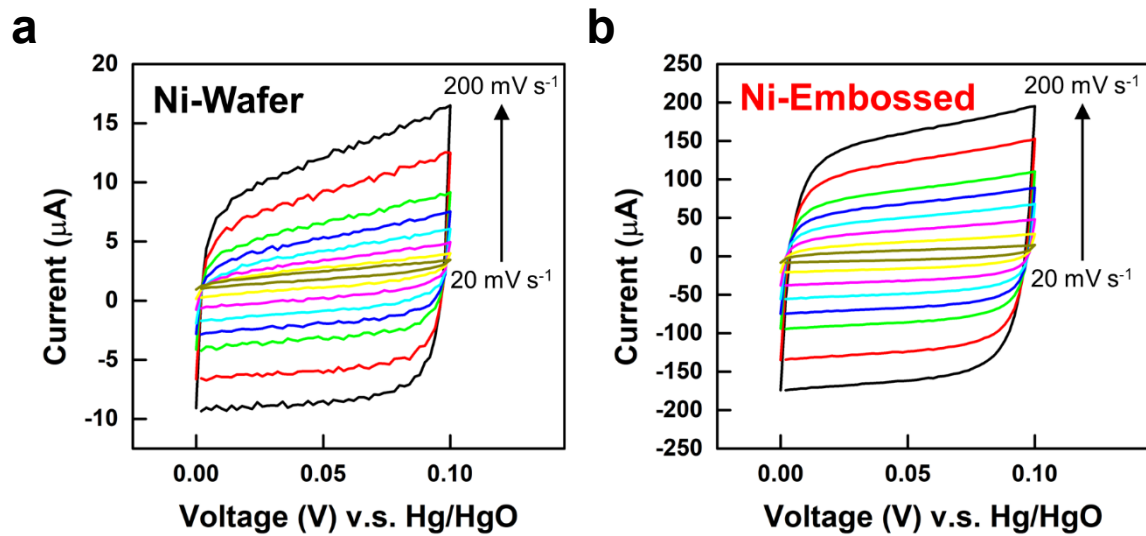 a
Ni-Wafer
200 mV s⁻¹
20 mV s⁻¹
20
15
10
5
0
-5
-10
Current (μA)
0.00
0.05
0.10
Voltage (V) v.s. Hg/HgO
b
Ni-Embossed
200 mV s⁻¹
20 mV s⁻¹
250
200
150
100
50
0
-50
-100
-150
-200
-250
Current (μA)
0.00
0.05
0.10
Voltage (V) v.s. Hg/HgO